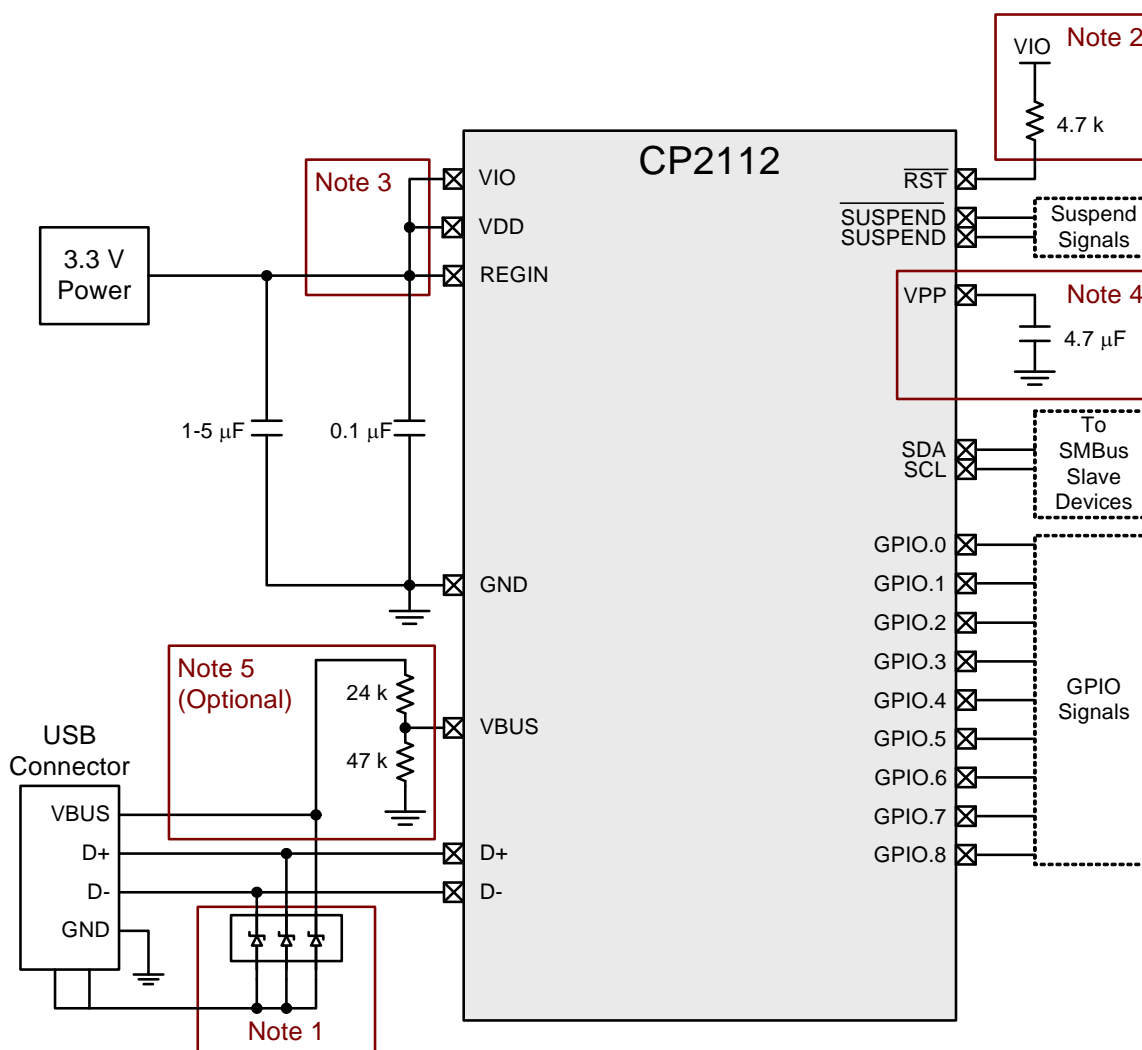 Note 2
VIO
4.7 k
CP2112
Note 3
VIO
VDD
REGIN
3.3 V
Power
RST
SUSPEND
SUSPEND
Suspend
Signals
VPP
Note 4
4.7 μF
1-5 μF
0.1 μF
SDA
SCL
To
SMBus
Slave
Devices
GND
GPIO.0
GPIO.1
GPIO.2
GPIO.3
GPIO.4
GPIO.5
GPIO.6
GPIO.7
GPIO.8
GPIO
Signals
Note 5
(Optional)
24 k
47 k
VBUS
USB
Connector
VBUS
D+
D-
GND
D+
D-
Note 1